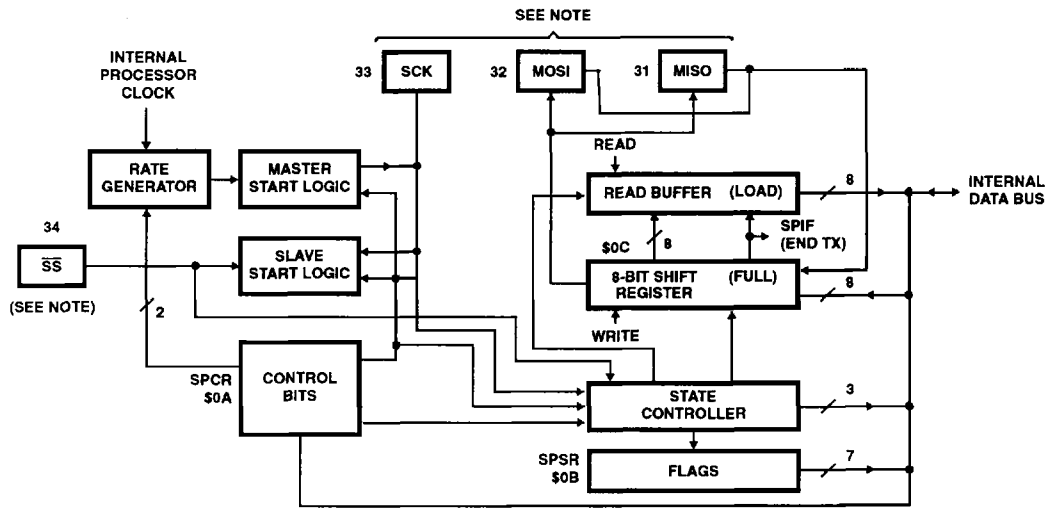 SEE NOTE
INTERNAL
PROCESSOR
CLOCK
33
SCK
32
MOSI
31
MISO
RATE
GENERATOR
MASTER
START LOGIC
READ
READ BUFFER (LOAD)
8
INTERNAL
DATA BUS
34
SS
(SEE NOTE)
SLAVE
START LOGIC
$0C
8
SPIF
(END TX)
8-BIT SHIFT
REGISTER
(FULL)
8
WRITE
2
SPCR
$0A
CONTROL
BITS
STATE
CONTROLLER
3
SPSR
$0B
FLAGS
7